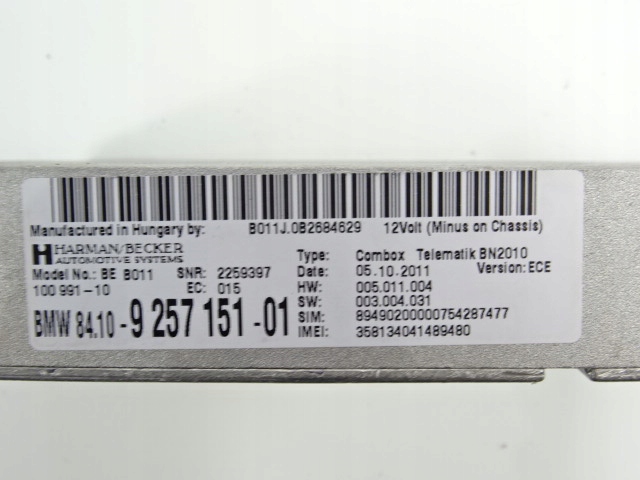 Manufactured in Hungary by: B011J.0B2684629 12Volt (Minus on Chassis)
HARMAN/BECKER
AUTOMOTIVE SYSTEMS
Type: Combox Telematik BN2010
Model No.: BE B011 SNR: 2259397 Date: 05.10.2011 Version: ECE
100 991-10 EC: 015 HW: 005.011.004
SW: 003.004.031
BMW 84.10-9 257 151-01 SIM: 89490200000754287477
IMEI: 358134041489480